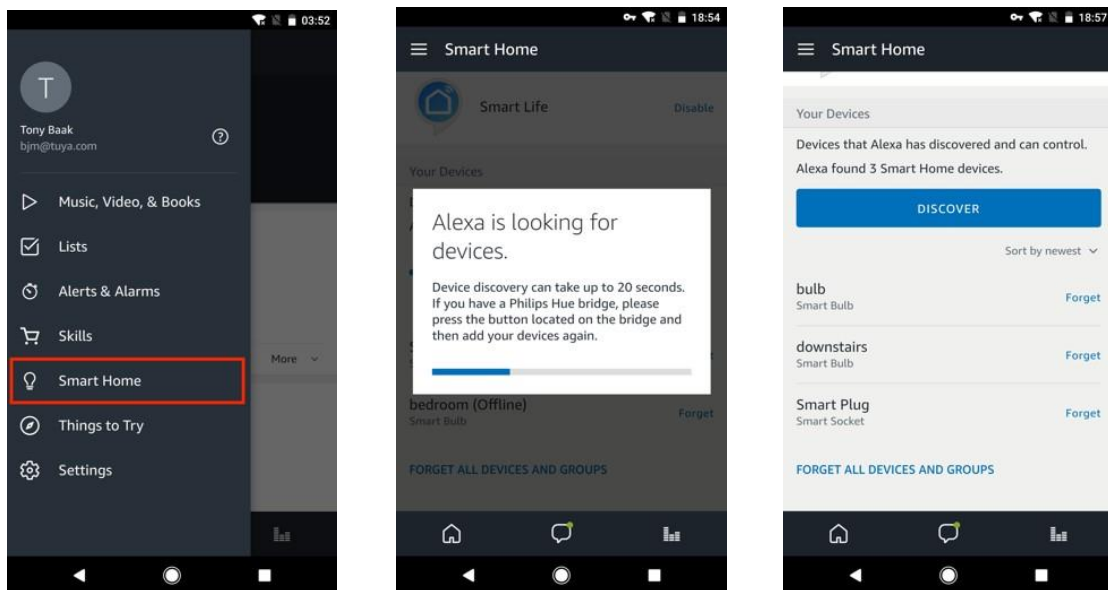 03:52
T
Tony Baak
bjm@tuya.com
Music, Video, & Books
Lists
Alerts & Alarms
Skills
More
Smart Home
Things to Try
Settings
18:54
Smart Home
Smart Life
Disable
Your Devices
Alexa is looking for
devices.
Device discovery can take up to 20 seconds.
If you have a Philips Hue bridge, please
press the button located on the bridge and
then add your devices again.
bedroom (Offline)
Smart Bulb
Forget
FORGET ALL DEVICES AND GROUPS
18:57
Smart Home
Your Devices
Devices that Alexa has discovered and can control.
Alexa found 3 Smart Home devices.
DISCOVER
Sort by newest
bulb
Smart Bulb
Forget
downstairs
Smart Bulb
Forget
Smart Plug
Smart Socket
Forget
FORGET ALL DEVICES AND GROUPS